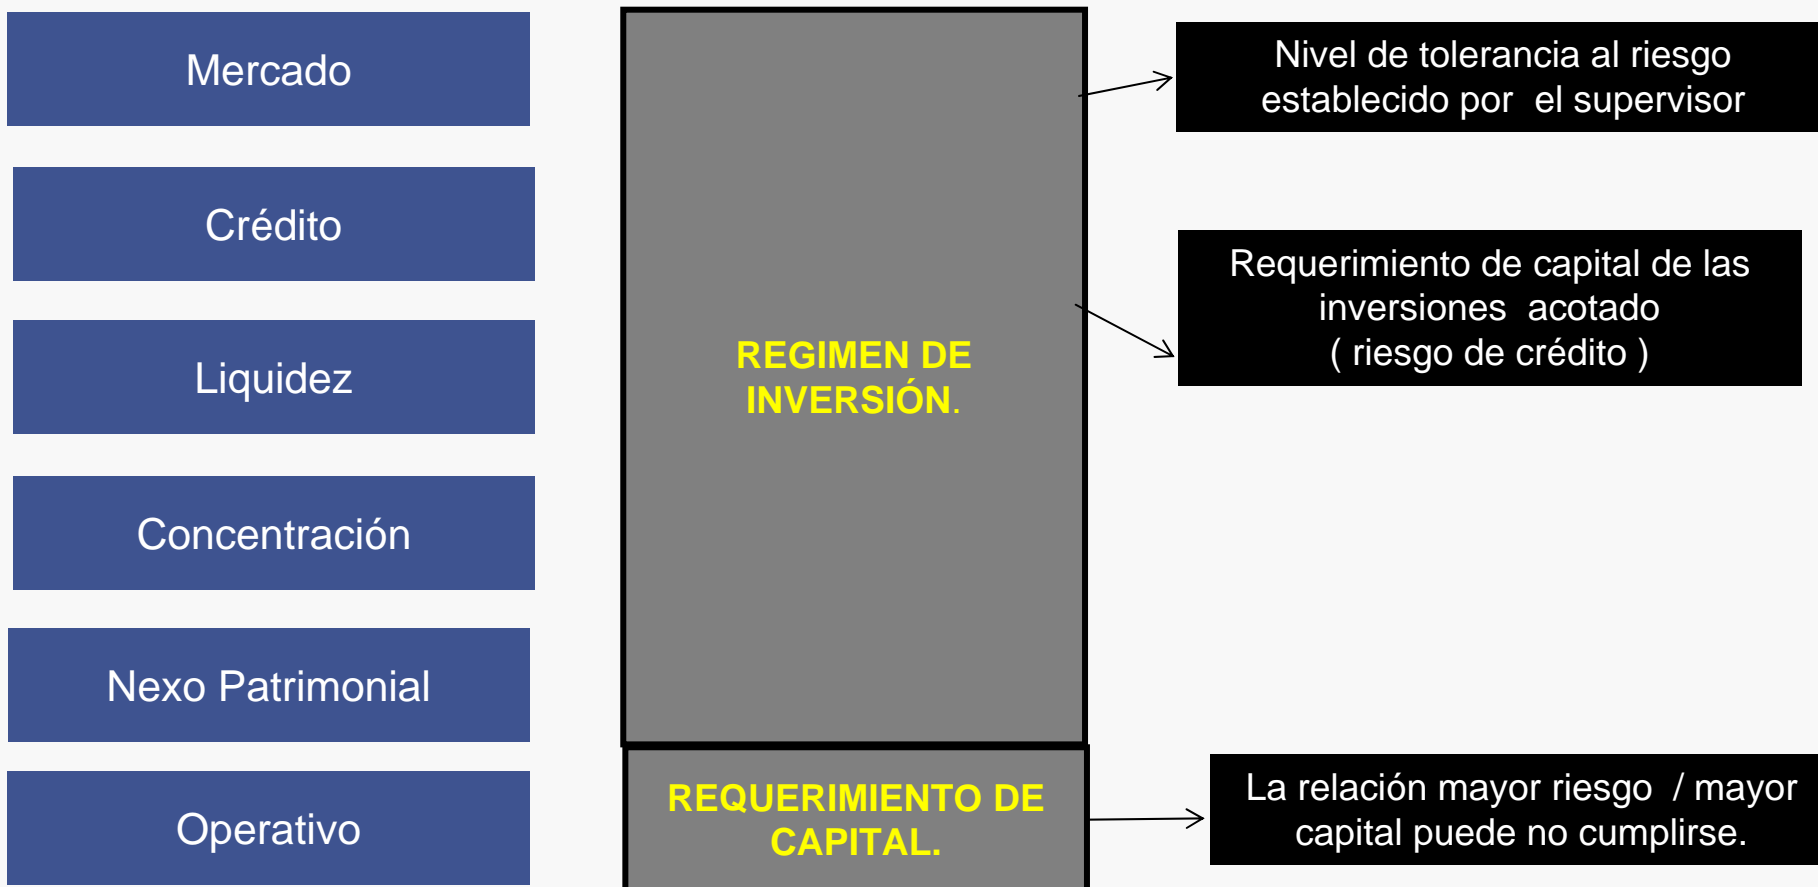 Mercado
Crédito
Liquidez
Concentración
Nexo Patrimonial
Operativo
REGIMEN DE
INVERSIÓN.
REQUERIMIENTO DE
CAPITAL.
Nivel de tolerancia al riesgo
establecido por el supervisor
Requerimiento de capital de las
inversiones acotado
( riesgo de crédito )
La relación mayor riesgo / mayor
capital puede no cumplirse.